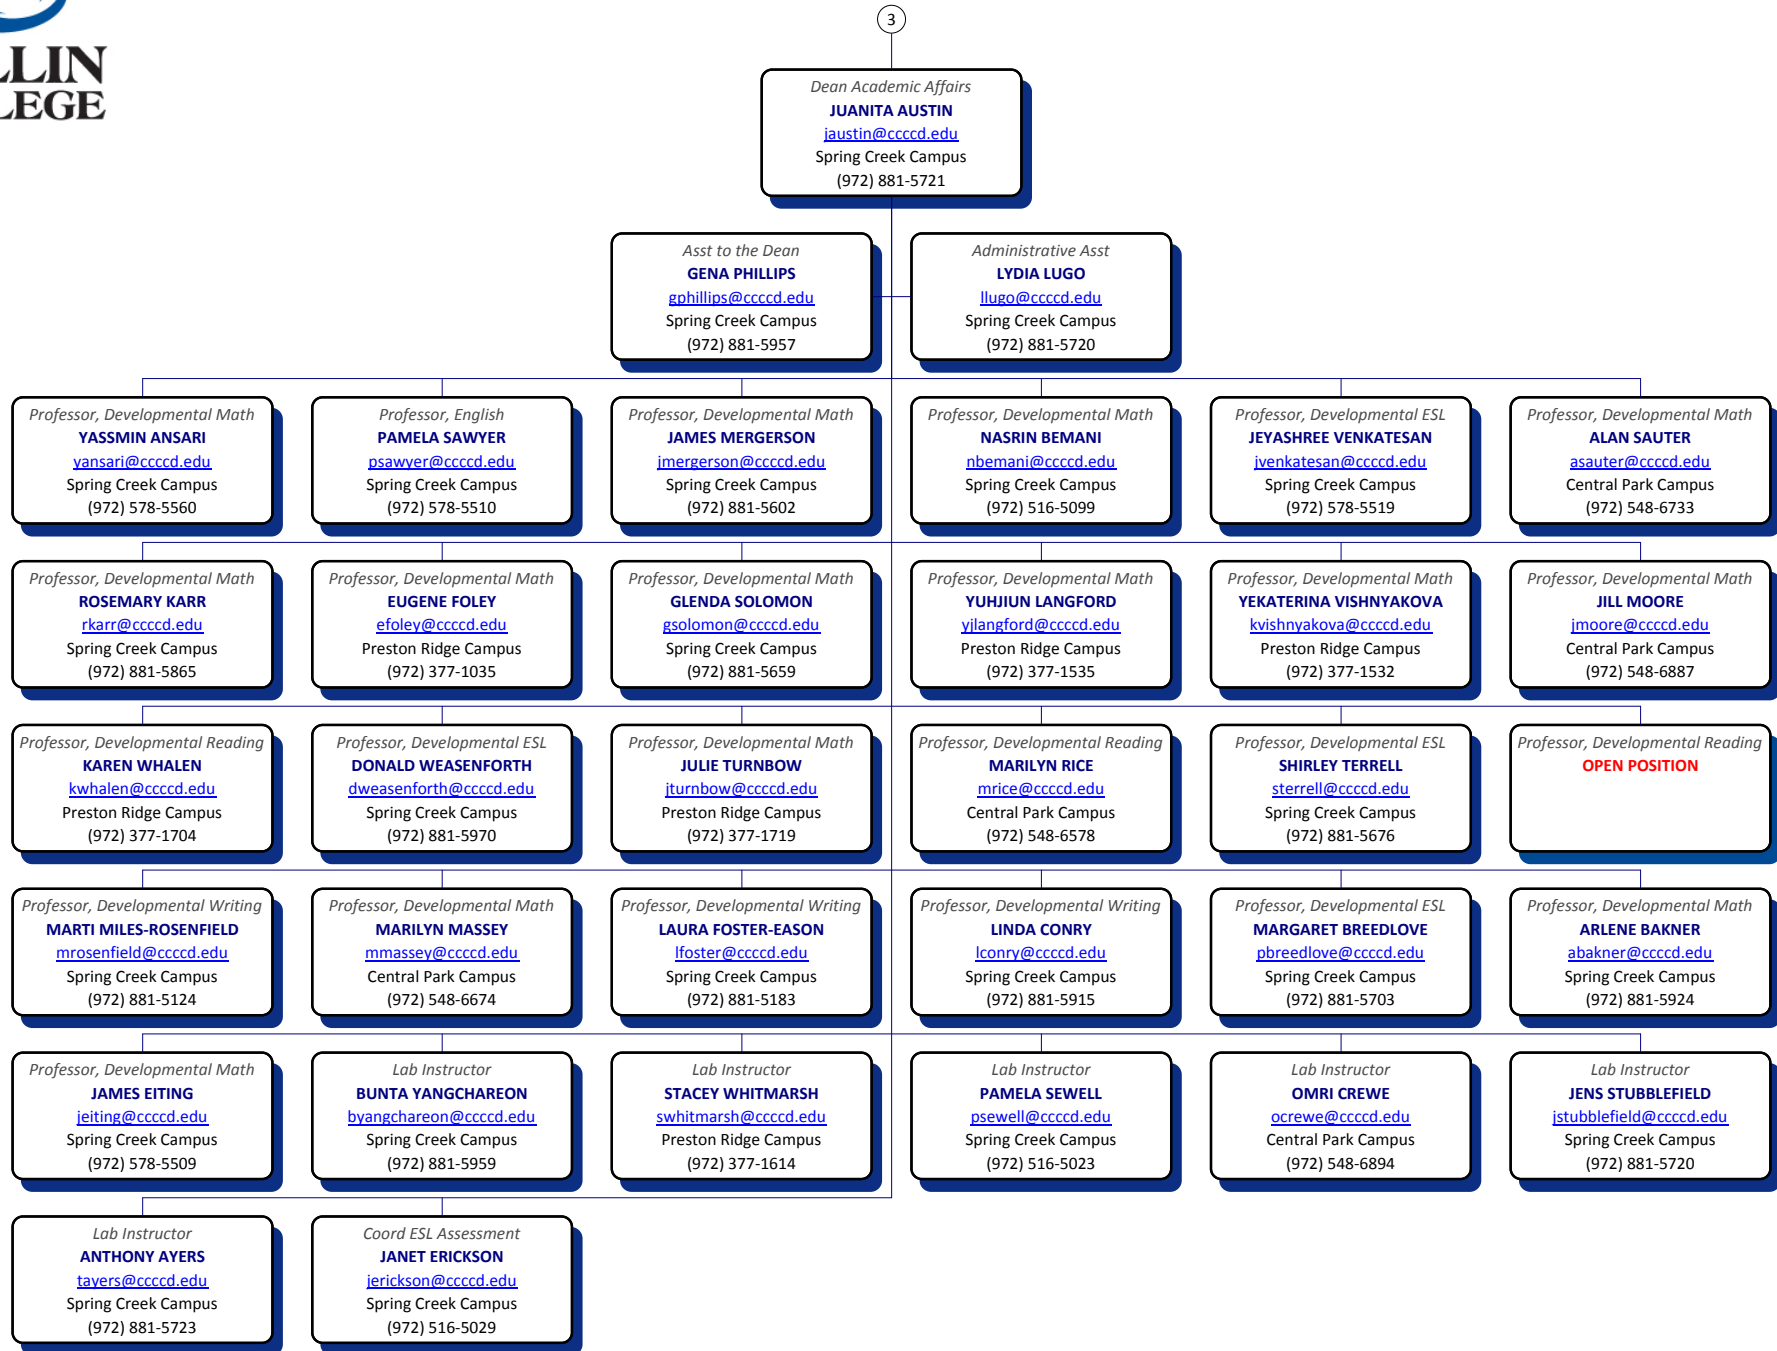 3
LLIN
LEGE
Dean Academic Affairs
JUANITA AUSTIN
jaustin@ccccd.edu
Spring Creek Campus
(972) 881-5721
Asst to the Dean
GENA PHILLIPS
gphillips@ccccd.edu
Spring Creek Campus
(972) 881-5957
Administrative Asst
LYDIA LUGO
llugo@ccccd.edu
Spring Creek Campus
(972) 881-5720
Professor, Developmental Math
YASSMIN ANSARI
yansari@ccccd.edu
Spring Creek Campus
(972) 578-5560
Professor, English
PAMELA SAWYER
psawyer@ccccd.edu
Spring Creek Campus
(972) 578-5510
Professor, Developmental Math
JAMES MERGERSON
jmergerson@ccccd.edu
Spring Creek Campus
(972) 881-5602
Professor, Developmental Math
NASRIN BEMANI
nbemani@ccccd.edu
Spring Creek Campus
(972) 516-5099
Professor, Developmental ESL
JEYASHREE VENKATESAN
jvenkatesan@ccccd.edu
Spring Creek Campus
(972) 578-5519
Professor, Developmental Math
ALAN SAUTER
asauter@ccccd.edu
Central Park Campus
(972) 548-6733
Professor, Developmental Math
ROSEMARY KARR
rkarr@ccccd.edu
Spring Creek Campus
(972) 881-5865
Professor, Developmental Math
EUGENE FOLEY
efoley@ccccd.edu
Preston Ridge Campus
(972) 377-1035
Professor, Developmental Math
GLENDA SOLOMON
gsolomon@ccccd.edu
Spring Creek Campus
(972) 881-5659
Professor, Developmental Math
YUHJIUN LANGFORD
yjlangford@ccccd.edu
Preston Ridge Campus
(972) 377-1535
Professor, Developmental Math
YEKATERINA VISHNYAKOVA
kvishnyakova@ccccd.edu
Preston Ridge Campus
(972) 377-1532
Professor, Developmental Math
JILL MOORE
jmoore@ccccd.edu
Central Park Campus
(972) 548-6887
Professor, Developmental Reading
KAREN WHALEN
kwhalen@ccccd.edu
Preston Ridge Campus
(972) 377-1704
Professor, Developmental ESL
DONALD WEASENFORTH
dweasenforth@ccccd.edu
Spring Creek Campus
(972) 881-5970
Professor, Developmental Math
JULIE TURNBOW
jturnbow@ccccd.edu
Preston Ridge Campus
(972) 377-1719
Professor, Developmental Reading
MARILYN RICE
mrice@ccccd.edu
Central Park Campus
(972) 548-6578
Professor, Developmental ESL
SHIRLEY TERRELL
sterrell@ccccd.edu
Spring Creek Campus
(972) 881-5676
Professor, Developmental Reading
OPEN POSITION
Professor, Developmental Writing
MARTI MILES-ROSENFIELD
mrosenfield@ccccd.edu
Spring Creek Campus
(972) 881-5124
Professor, Developmental Math
MARILYN MASSEY
mmassey@ccccd.edu
Central Park Campus
(972) 548-6674
Professor, Developmental Writing
LAURA FOSTER-EASON
lfoster@ccccd.edu
Spring Creek Campus
(972) 881-5183
Professor, Developmental Writing
LINDA CONRY
lconry@ccccd.edu
Spring Creek Campus
(972) 881-5915
Professor, Developmental ESL
MARGARET BREEDLOVE
pbreedlove@ccccd.edu
Spring Creek Campus
(972) 881-5703
Professor, Developmental Math
ARLENE BAKNER
abakner@ccccd.edu
Spring Creek Campus
(972) 881-5924
Professor, Developmental Math
JAMES EITING
jeiting@ccccd.edu
Spring Creek Campus
(972) 578-5509
Lab Instructor
BUNTA YANGCHAREON
byangchareon@ccccd.edu
Spring Creek Campus
(972) 881-5959
Lab Instructor
STACEY WHITMARSH
swhitmarsh@ccccd.edu
Preston Ridge Campus
(972) 377-1614
Lab Instructor
PAMELA SEWELL
psewell@ccccd.edu
Spring Creek Campus
(972) 516-5023
Lab Instructor
OMRI CREWE
ocrewe@ccccd.edu
Central Park Campus
(972) 548-6894
Lab Instructor
JENS STUBBLEFIELD
jstubblefield@ccccd.edu
Spring Creek Campus
(972) 881-5720
Lab Instructor
ANTHONY AYERS
tayers@ccccd.edu
Spring Creek Campus
(972) 881-5723
Coord ESL Assessment
JANET ERICKSON
jerickson@ccccd.edu
Spring Creek Campus
(972) 516-5029